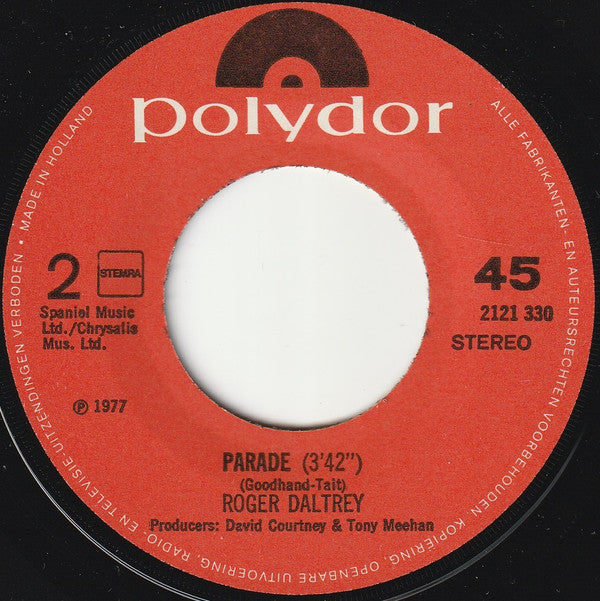 polydor
MADE IN HOLLAND • ALLE FABRIKANTEN- EN AUTEURSRECHTEN VOORBEHOUDEN. KOPIËRING, OPENBARE UITVOERING, RADIO- EN TELEVISIE-UITZENDINGEN VERBODEN •
2
STEMRA
45
Spaniel Music
Ltd./Chrysalis
Mus. Ltd.
2121 330
STEREO
℗ 1977
PARADE (3'42")
(Goodhand-Tait)
ROGER DALTREY
Producers: David Courtney & Tony Meehan